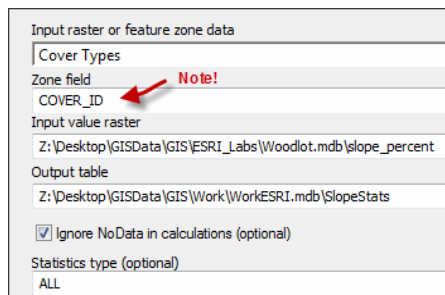 Input raster or feature zone data
Cover Types
Zone field
Note!
COVER_ID
Input value raster
Z:\Desktop\GISData\GIS\ESRI_Labs\Woodlot.mdb\slope_percent
Output table
Z:\Desktop\GISData\GIS\Work\WorkESRI.mdb\SlopeStats
Ignore NoData in calculations (optional)
Statistics type (optional)
ALL